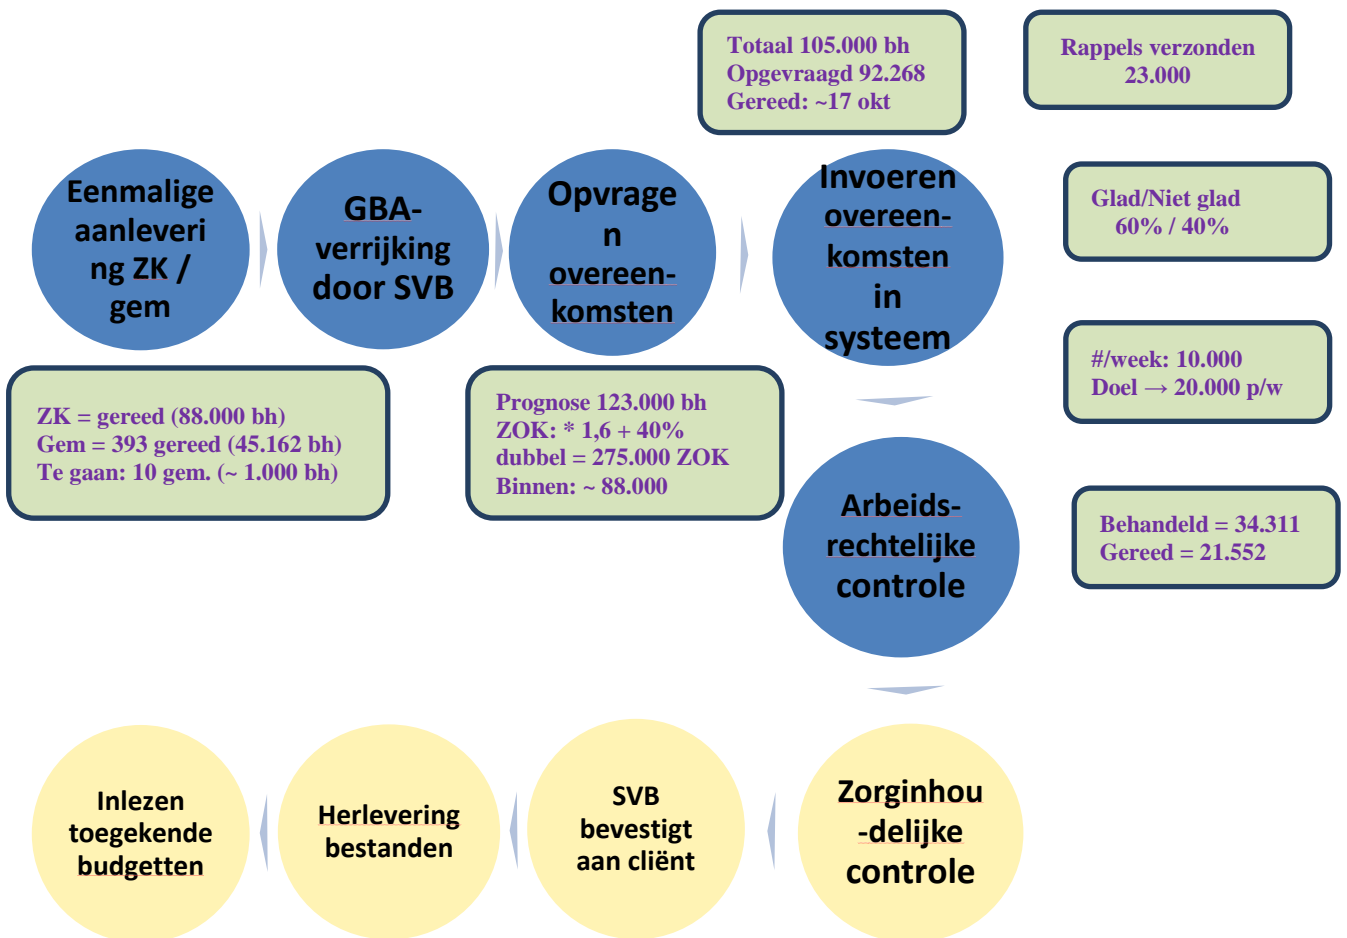 Totaal 105.000 bh
Opgevraagd 92.268
Gereed: ~17 okt
Rappels verzonden
23.000
Eenmalige
aanleveri
ng ZK /
gem
GBA-
verrijking
door SVB
Opvrage
n
overeen-
komsten
Invoeren
overeen-
komsten
in
systeem
Glad/Niet glad
60% / 40%
#/week: 10.000
Doel → 20.000 p/w
ZK = gereed (88.000 bh)
Gem = 393 gereed (45.162 bh)
Te gaan: 10 gem. (~ 1.000 bh)
Prognose 123.000 bh
ZOK: * 1,6 + 40%
dubbel = 275.000 ZOK
Binnen: ~ 88.000
Arbeids-
rechtelijke
controle
Behandeld = 34.311
Gereed = 21.552
Inlezen
toegekende
budgetten
Herlevering
bestanden
SVB
bevestigt
aan cliënt
Zorginhou
-delijke
controle